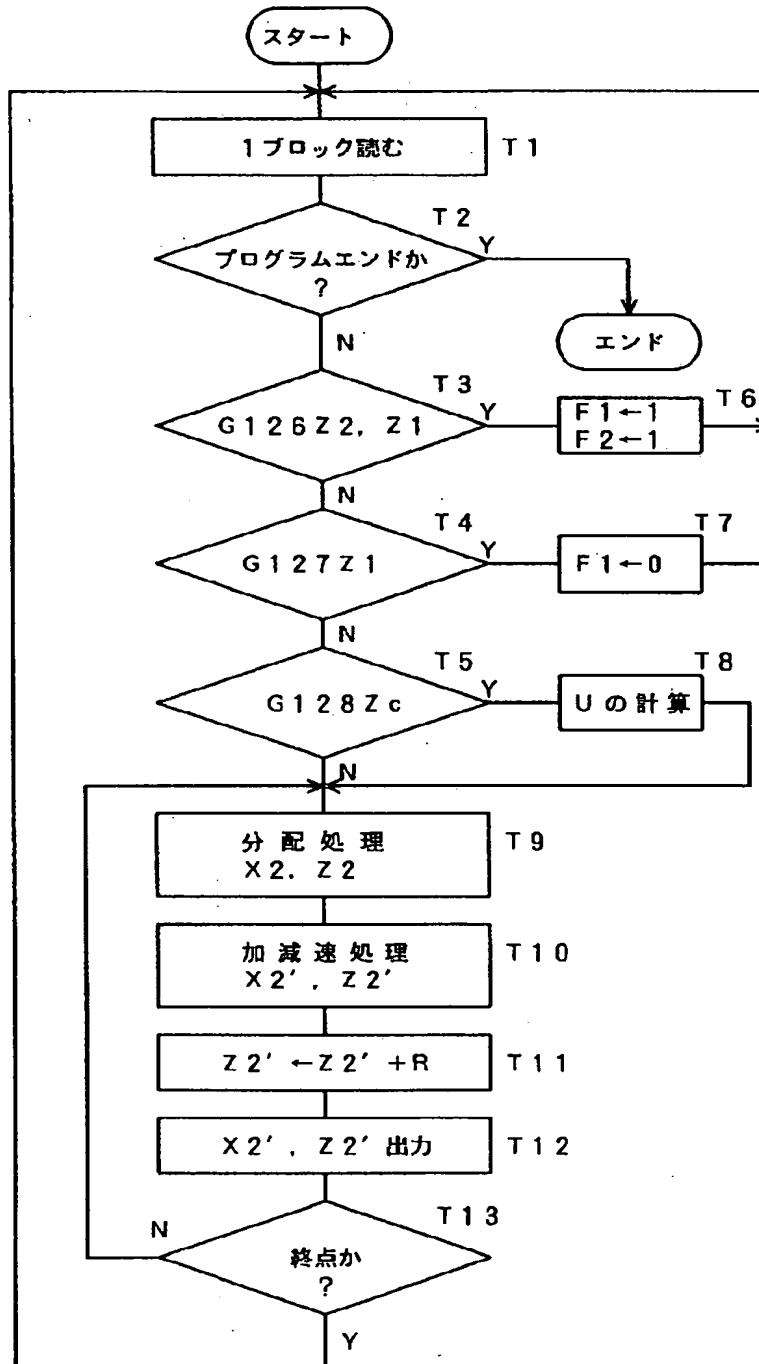 スタート
1ブロック読む
T1
T2
プログラムエンドか
?
Y
エンド
N
T3
G126Z2, Z1
Y
F1←1
F2←1
T6
N
T4
G127Z1
Y
F1←0
T7
N
T5
G128Zc
Y
Uの計算
T8
N
分配処理
X2, Z2
T9
加減速処理
X2′, Z2′
T10
Z2′←Z2′+R
T11
X2′, Z2′出力
T12
T13
N
終点か
?
Y